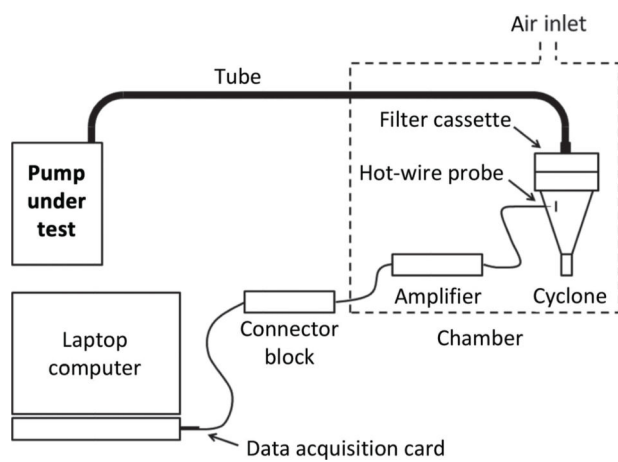 Air inlet
Tube
Filter cassette
Pump
under
test
Hot-wire probe
Amplifier
Cyclone
Connector
block
Chamber
Laptop
computer
Data acquisition card